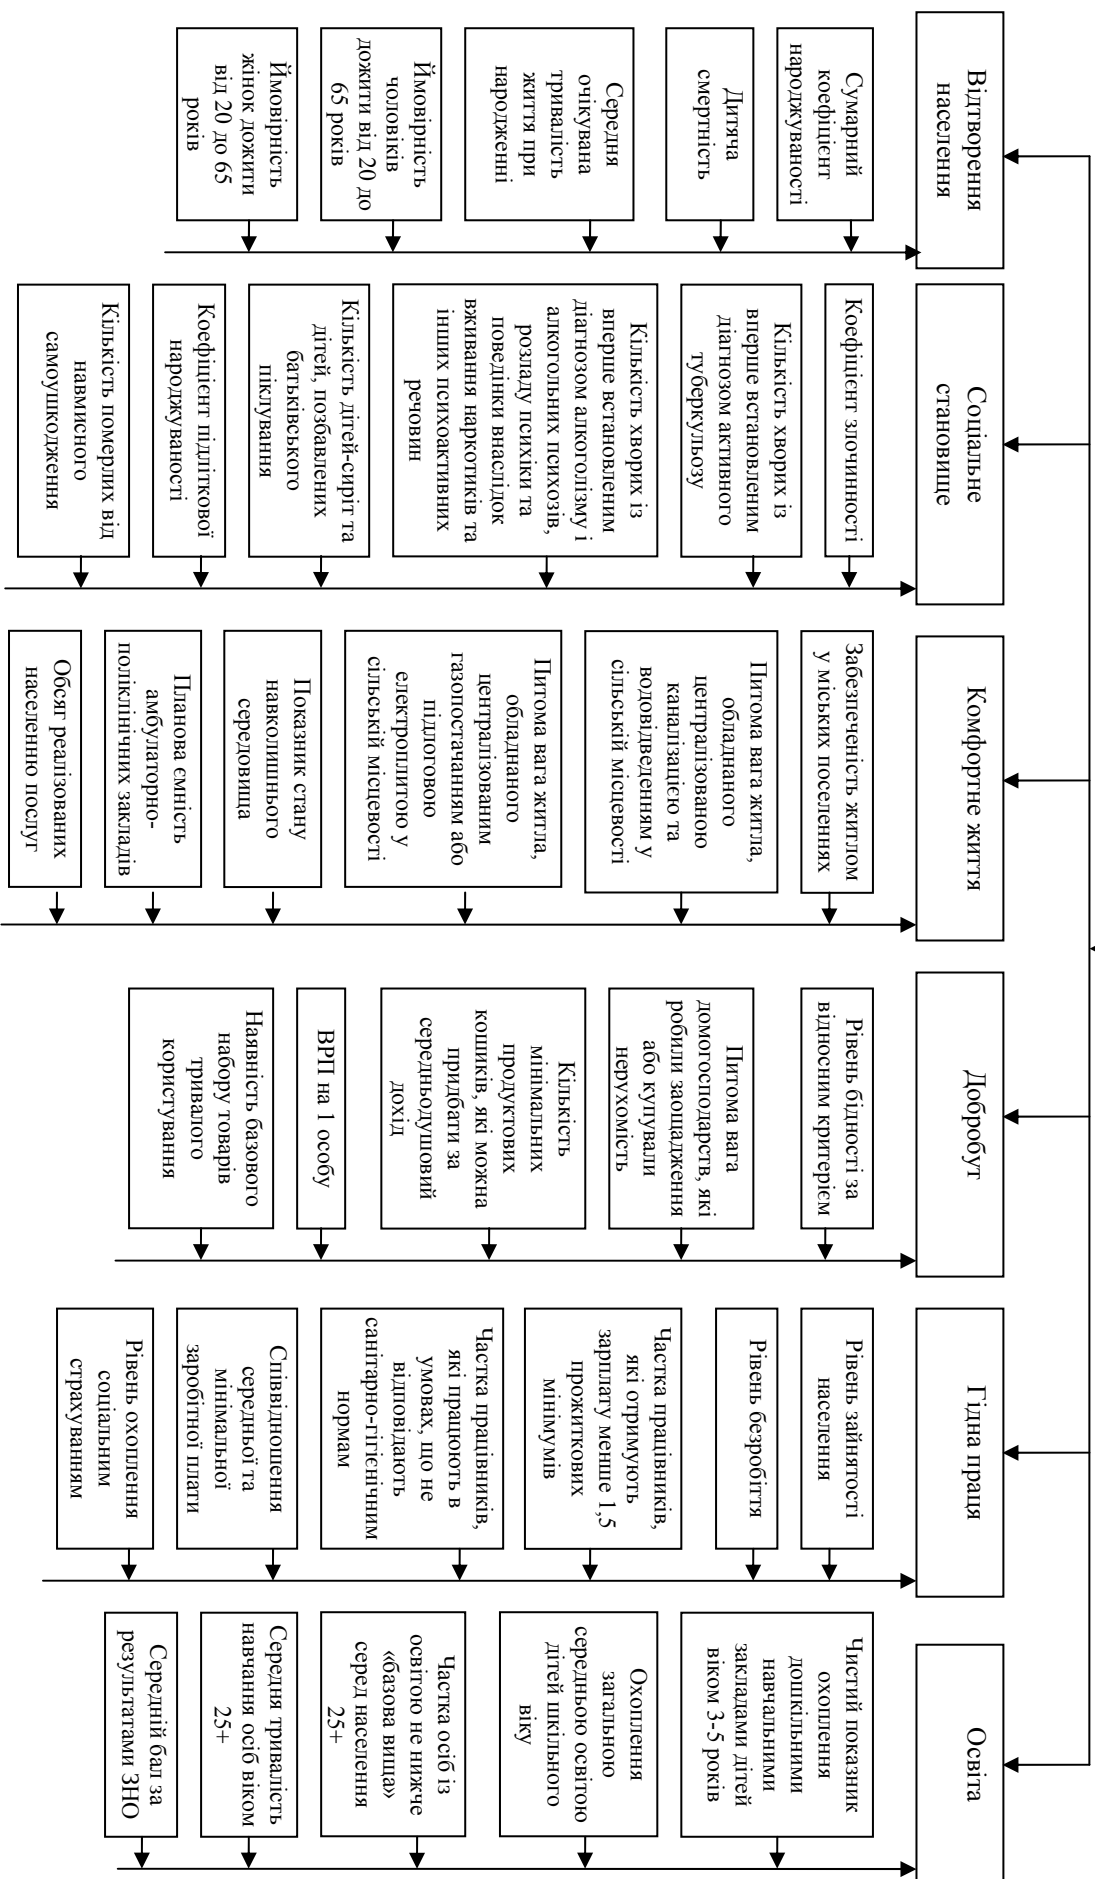 Відтворення
населення
Сумарний
коефіцієнт
народжуваності
Дитяча
смертність
Середня
очікувана
тривалість
життя при
народженні
Ймовірність
чоловіків
дожити від 20 до
65 років
Ймовірність
жінок дожити
від 20 до 65
років
Соціальне
становище
Коефіцієнт злочинності
Кількість хворих із
вперше встановленим
діагнозом активного
туберкульозу
Кількість хворих із
вперше встановленим
діагнозом алкоголізму і
алкогольних психозів,
розладу психіки та
поведінки внаслідок
вживання наркотиків та
інших психоактивних
речовин
Кількість дітей-сиріт та
дітей, позбавлених
батьківського
піклування
Коефіцієнт підліткової
народжуваності
Кількість померлих від
навмисного
самоушкодження
Комфортне життя
Забезпеченість житлом
у міських поселеннях
Питома вага житла,
обладнаного
централізованою
каналізацією та
водовідведенням у
сільській місцевості
Питома вага житла,
обладнаного
централізованим
газопостачанням або
підлоговою
електроплитою у
сільській місцевості
Показник стану
навколишнього
середовища
Планова ємність
амбулаторно-
поліклінічних закладів
Обсяг реалізованих
населенню послуг
Добробут
Рівень бідності за
відносним критерієм
Питома вага
домогосподарств, які
робили заощадження
або купували
нерухомість
Кількість
мінімальних
продуктових
кошиків, які можна
придбати за
середньодушовий
дохід
ВРП на 1 особу
Наявність базового
набору товарів
тривалого
користування
Гідна праця
Рівень зайнятості
населення
Рівень безробіття
Частка працівників,
які отримують
зарплату менше 1,5
прожиткових
мінімумів
Частка працівників,
які працюють в
умовах, що не
відповідають
санітарно-гігієнічним
нормам
Співвідношення
середньої та
мінімальної
заробітної плати
Рівень охоплення
соціальним
страхуванням
Освіта
Чистий показник
охоплення
дошкільними
навчальними
закладами дітей
віком 3-5 років
Охоплення
загальною
середньою освітою
дітей шкільного
віку
Частка осіб із
освітою не нижче
«базова вища»
серед населення
25+
Середня тривалість
навчання осіб віком
25+
Середній бал за
результатами ЗНО